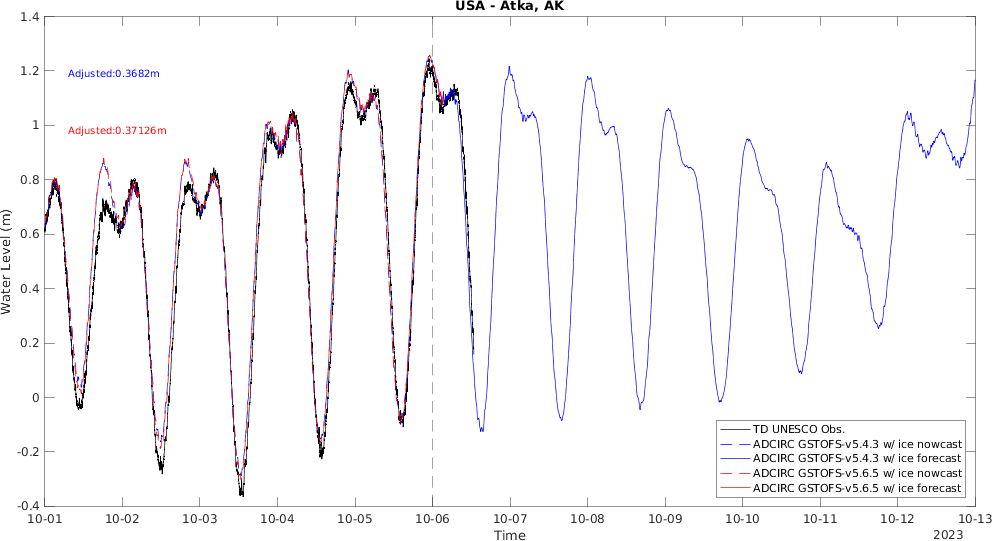 USA - Atka, AK
1.4
1.2
1
0.8
0.6
0.4
0.2
0
-0.2
-0.4
Water Level (m)
Adjusted:0.3682m
Adjusted:0.37126m
TD UNESCO Obs.
ADCIRC GSTOFS-v5.4.3 w/ ice nowcast
ADCIRC GSTOFS-v5.4.3 w/ ice forecast
ADCIRC GSTOFS-v5.6.5 w/ ice nowcast
ADCIRC GSTOFS-v5.6.5 w/ ice forecast
10-01 10-02 10-03 10-04 10-05 10-06 10-07 10-08 10-09 10-10 10-11 10-12 10-13
Time
2023